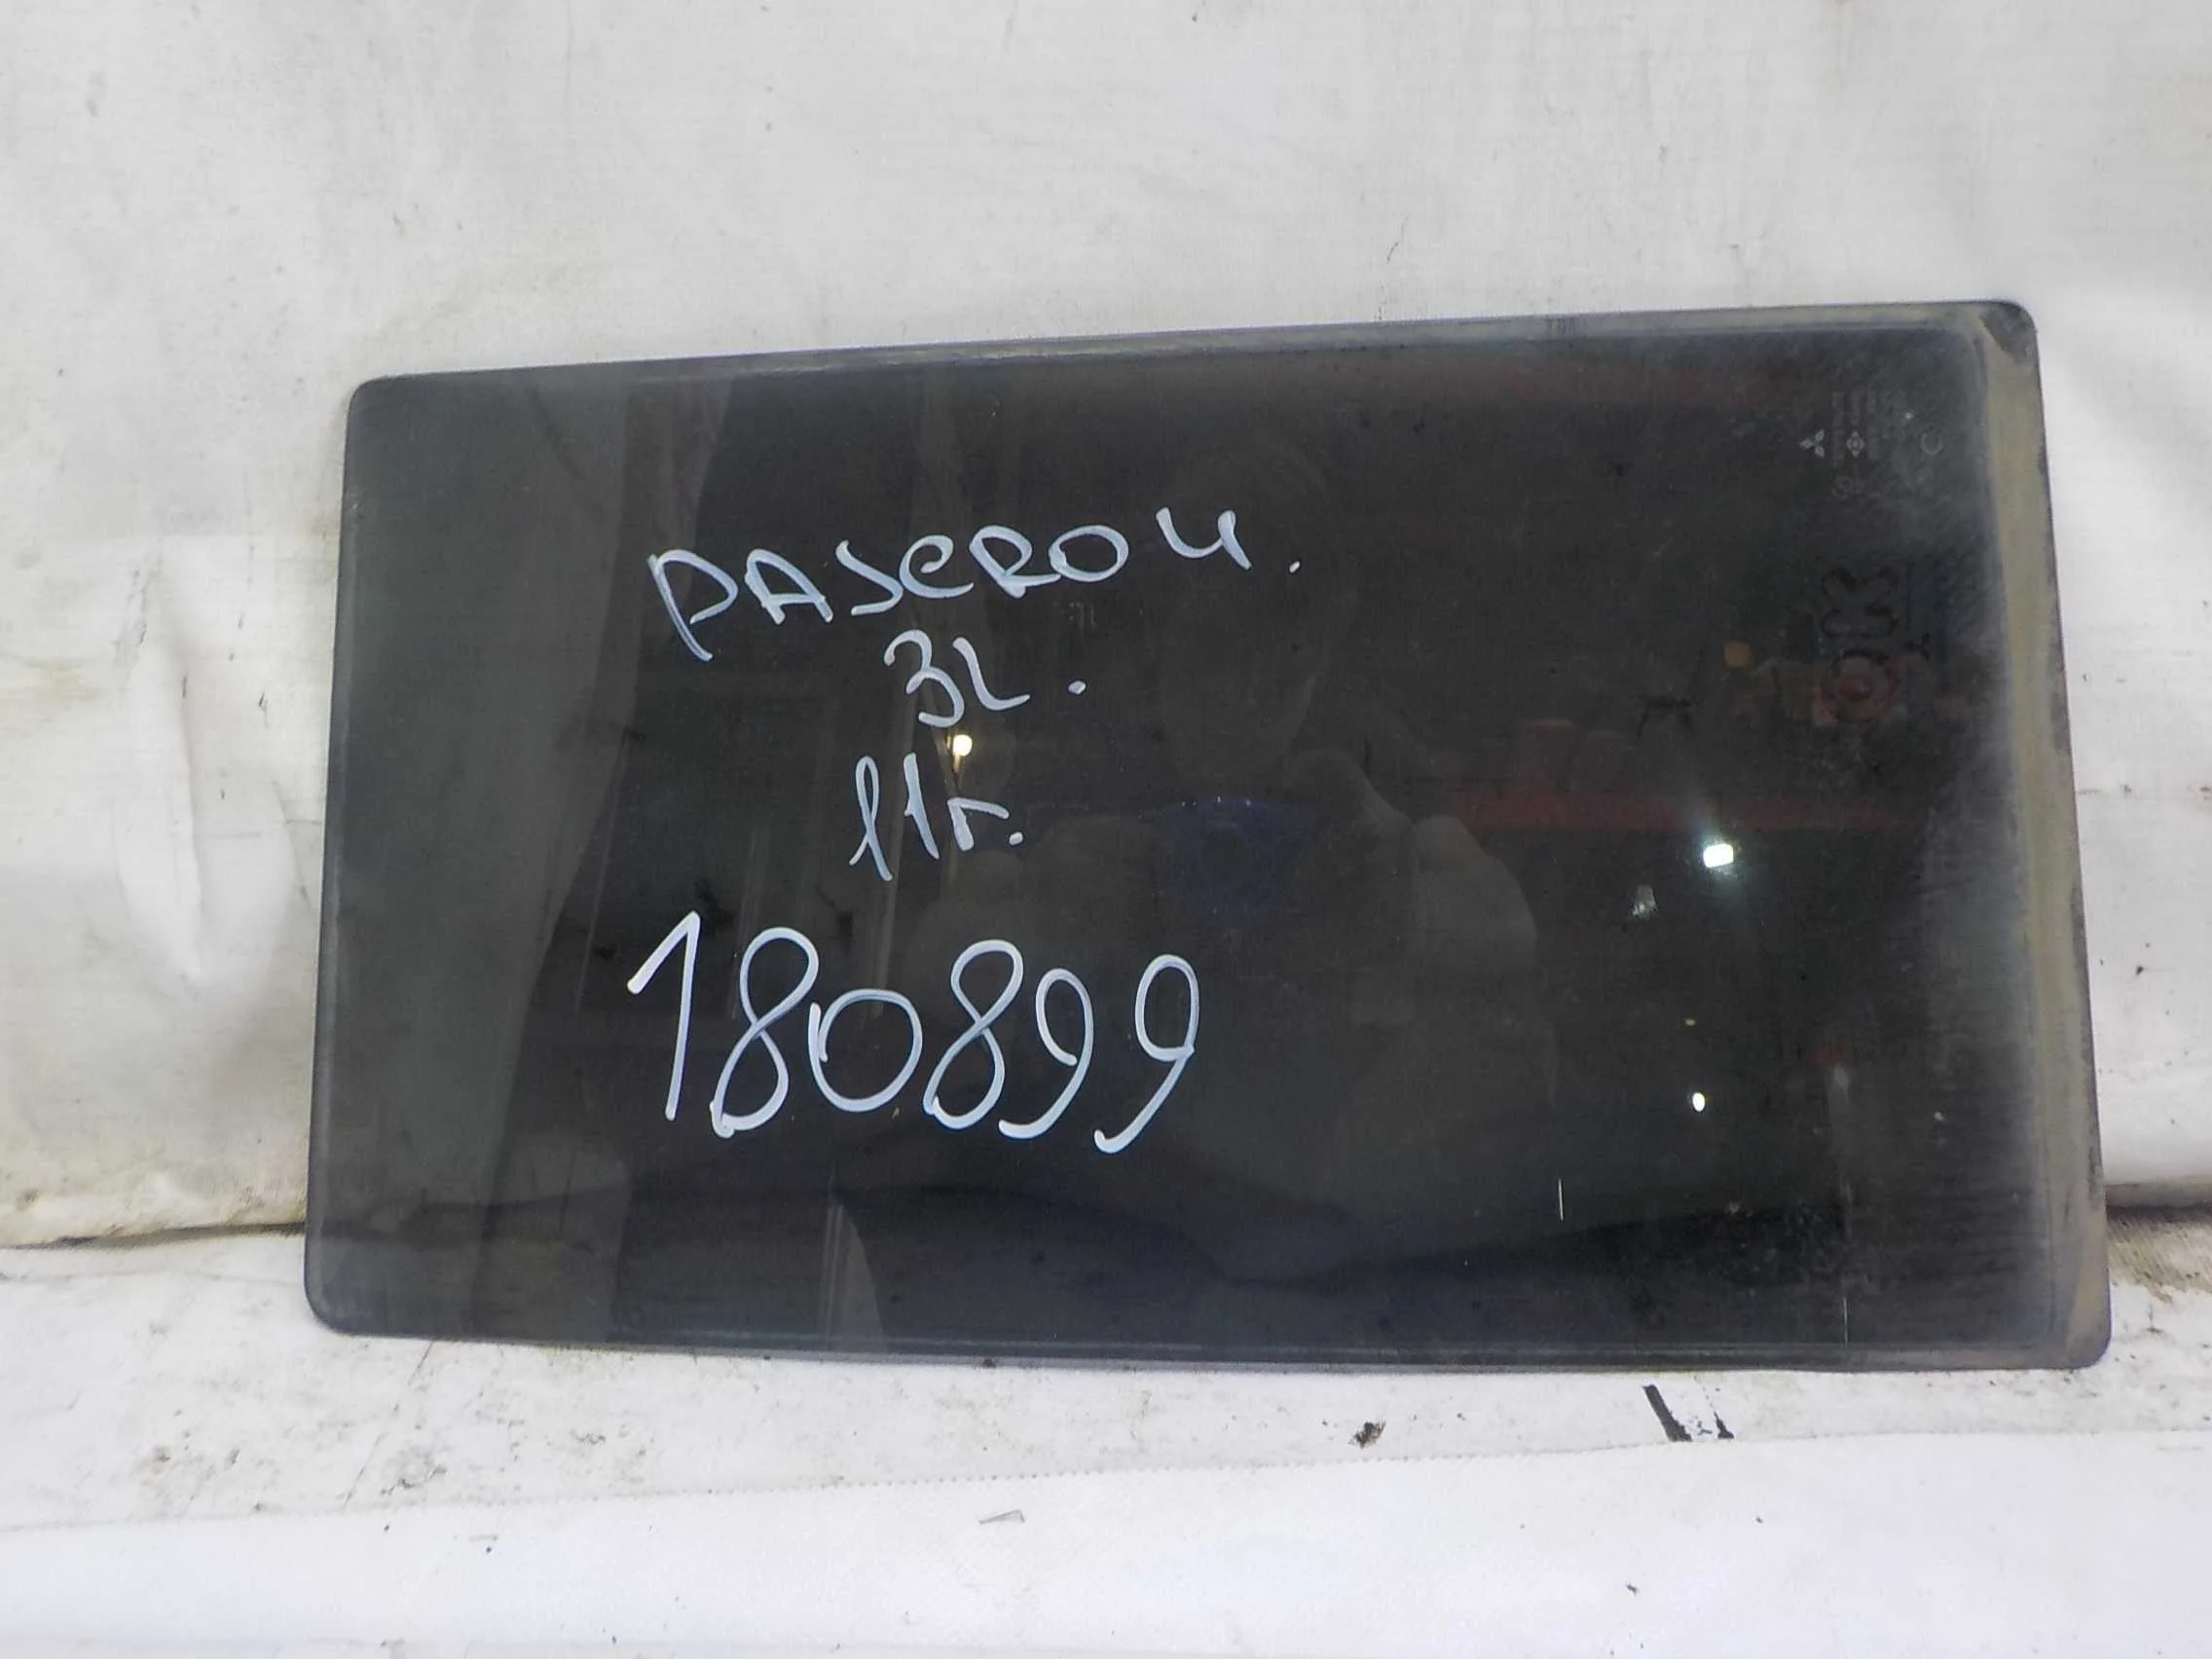 PAJERO 4.
3L.
11г.
180899